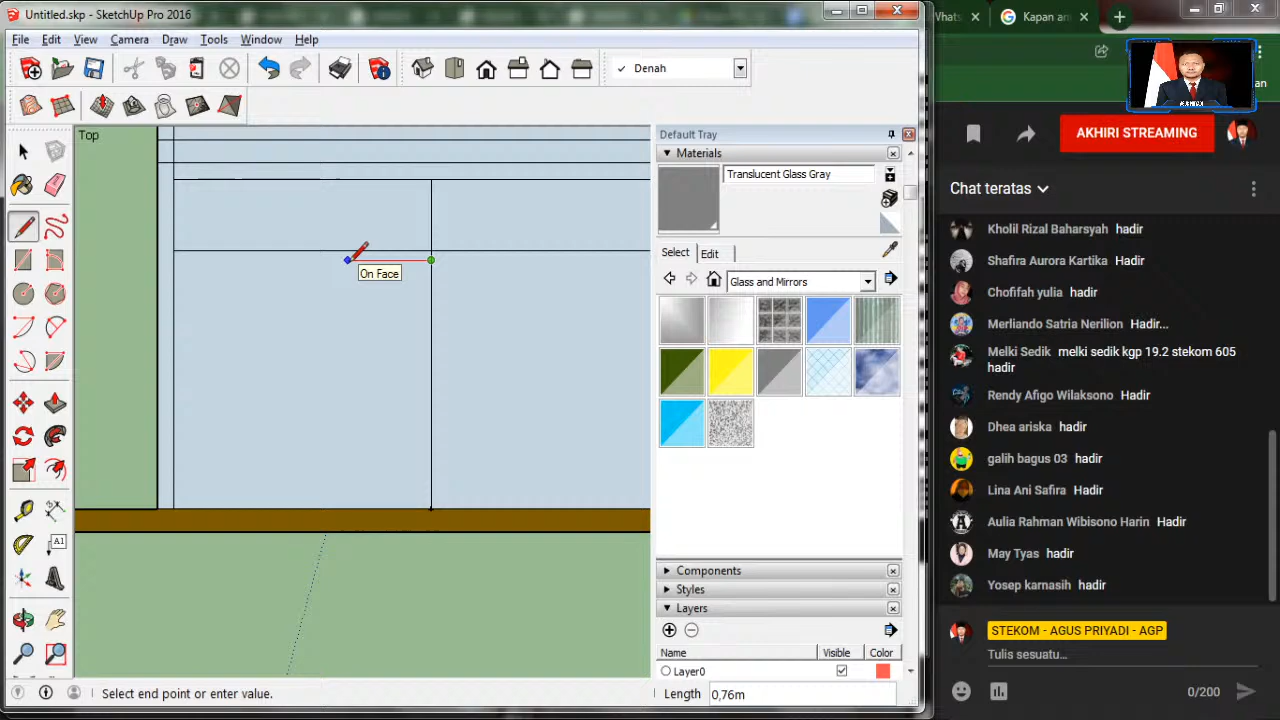 Untitled.skp - SketchUp Pro 2016
Whats
Kapan an
File Edit View Camera Draw Tools Window Help
Denah
AKHIRI STREAMING
Top
Default Tray
Materials
Translucent Glass Gray
Select Edit
Glass and Mirrors
On Face
A1
Components
Styles
Layers
Name Visible Color
Layer0
Select end point or enter value.
Length 0,76m
Chat teratas
Kholil Rizal Baharsyah hadir
Shafira Aurora Kartika Hadir
Chofifah yulia hadir
Merliando Satria Nerilion Hadir...
Melki Sedik melki sedik kgp 19.2 stekom 605
hadir
Rendy Afigo Wilaksono Hadir
Dhea ariska hadir
galih bagus 03 hadir
Lina Ani Safira Hadir
Aulia Rahman Wibisono Harin Hadir
May Tyas hadir
Yosep karnasih hadir
STEKOM - AGUS PRIYADI - AGP
Tulis sesuatu...
0/200